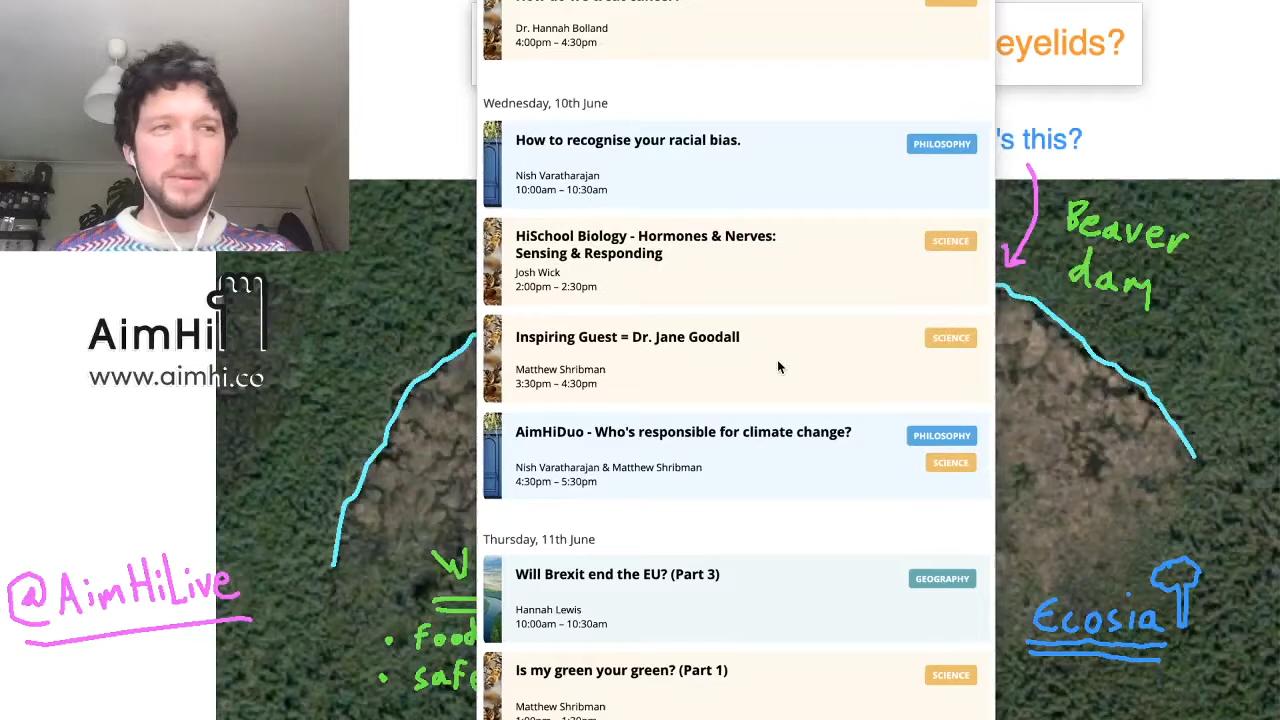 eyelids?
Dr. Hannah Bolland
4:00pm – 4:30pm
Wednesday, 10th June
How to recognise your racial bias.
PHILOSOPHY
Nish Varatharajan
10:00am – 10:30am
's this?
Beaver
dam
HiSchool Biology - Hormones & Nerves:
Sensing & Responding
SCIENCE
Josh Wick
2:00pm – 2:30pm
AimHi
www.aimhi.co
Inspiring Guest = Dr. Jane Goodall
SCIENCE
Matthew Shribman
3:30pm – 4:30pm
AimHiDuo - Who's responsible for climate change?
PHILOSOPHY
SCIENCE
Nish Varatharajan & Matthew Shribman
4:30pm – 5:30pm
Thursday, 11th June
Will Brexit end the EU? (Part 3)
GEOGRAPHY
Hannah Lewis
10:00am – 10:30am
@AimHiLive
W
• food
• safe
Ecosia
Is my green your green? (Part 1)
SCIENCE
Matthew Shribman